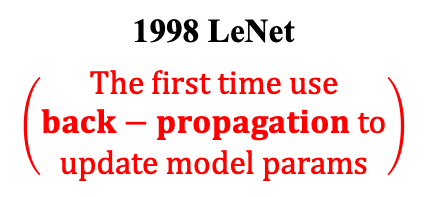 1998 LeNet
The first time use
back – propagation to
update model params